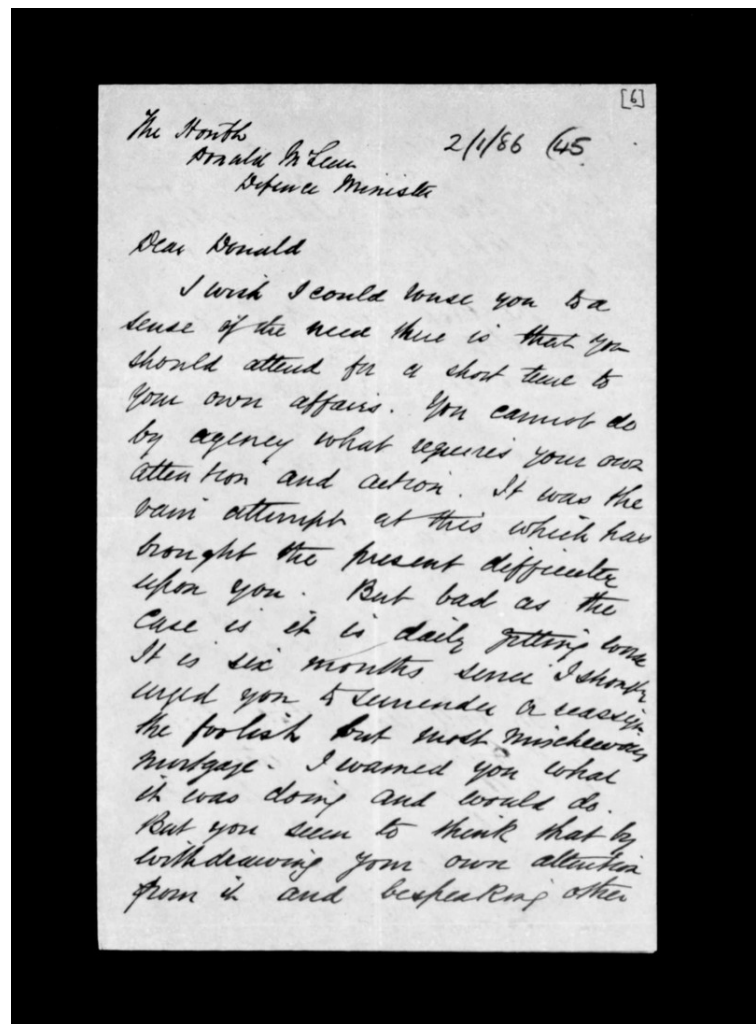 [6]
The Honble
Donald McLean
Defence Minister
2/1/86 (45
Dear Donald
I wish I could rouse you to a
sense of the need there is that you
should attend for a short time to
your own affairs. You cannot do
by agency what requires your own
attention and action. It was the
vain attempt at this which has
brought the present difficulty
upon you. But bad as the
case is it is daily getting worse
It is six months since I strongly
urged you to surrender or reassign
the foolish but most mischievous
mortgage. I warned you what
it was doing and would do.
But you seem to think that by
withdrawing your own attention
from it and bespeaking other